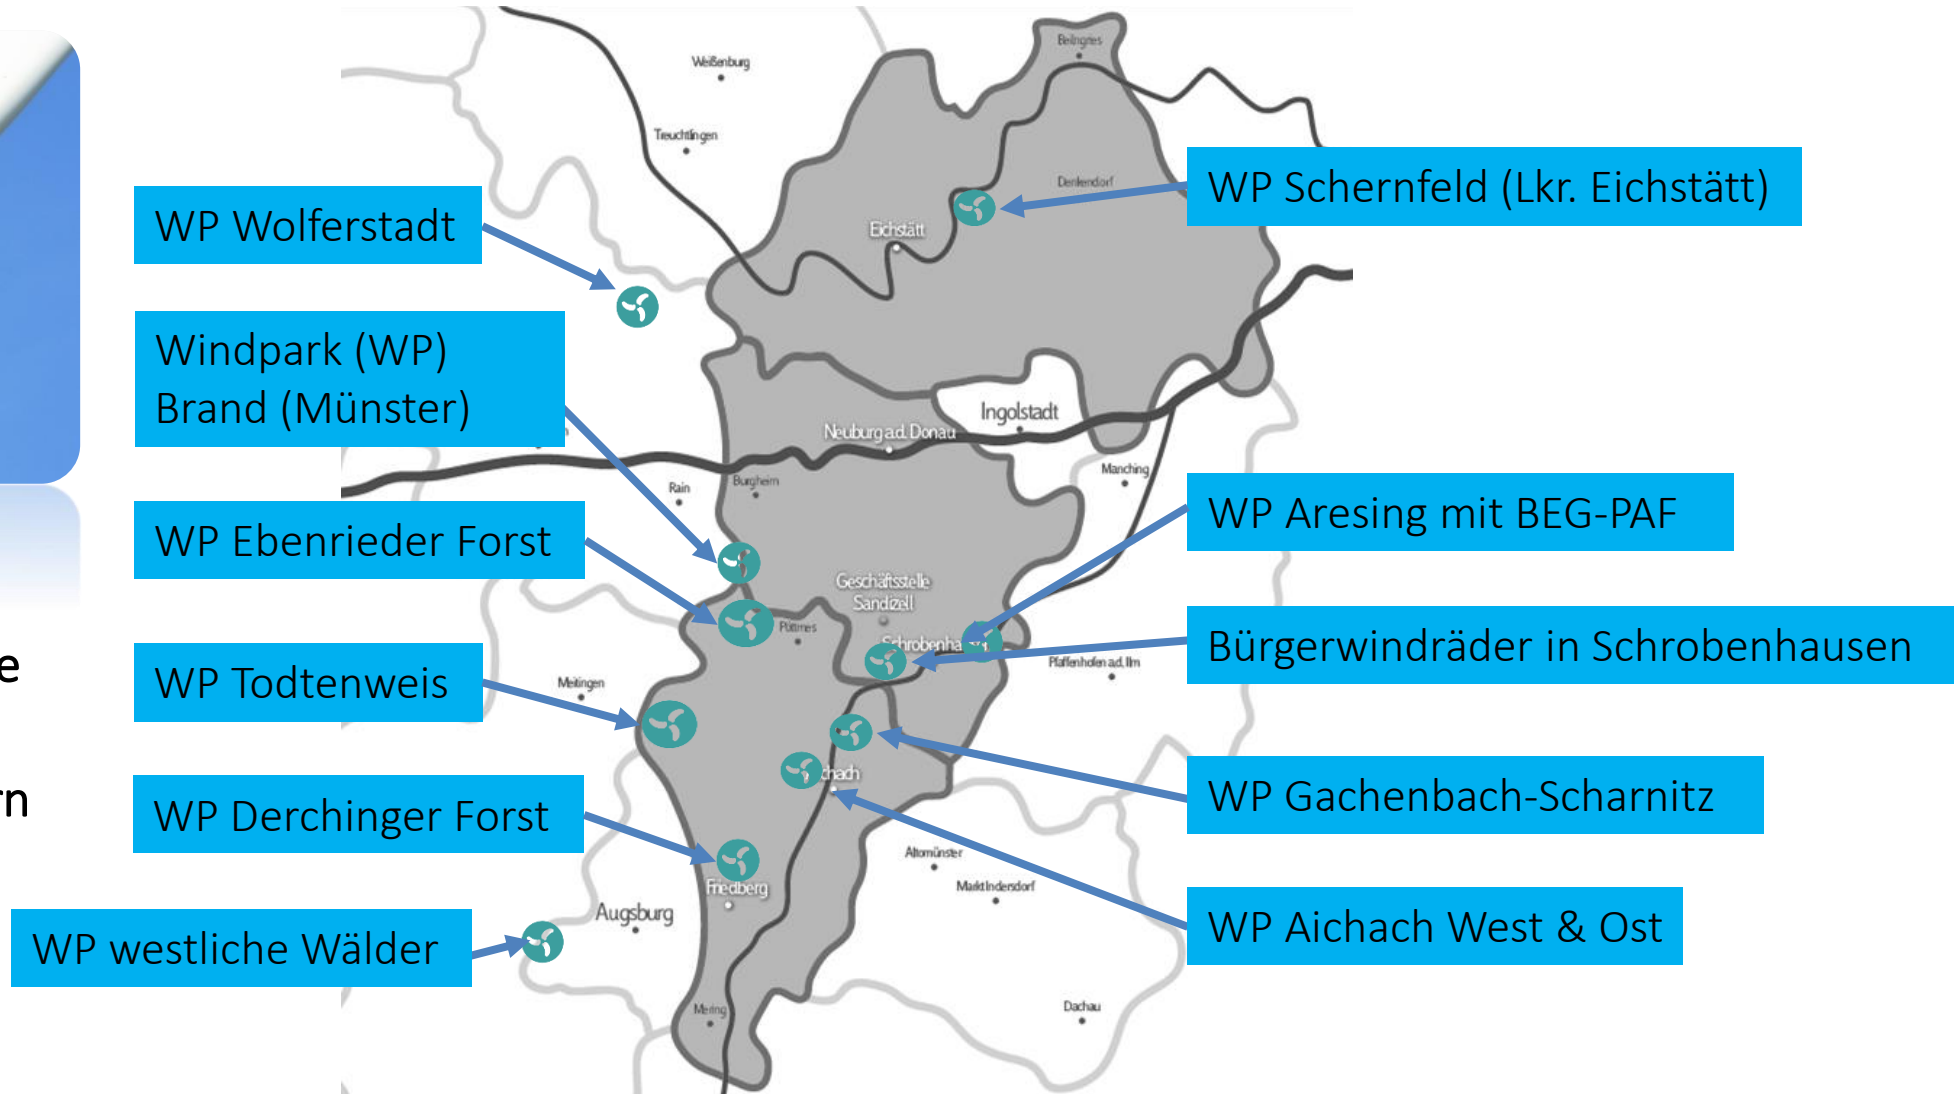 Beilngries
Weißenburg
Treuchtlingen
WP Schernfeld (Lkr. Eichstätt)
Denkendorf
WP Wolferstadt
Eichstätt
Windpark (WP)
Brand (Münster)
Ingolstadt
Neuburg a.d. Donau
Manching
Burgheim
Rain
WP Aresing mit BEG-PAF
WP Ebenrieder Forst
Geschäftsstelle
Sandizell
Pöttmes
Schrobenha
Bürgerwindräder in Schrobenhausen
Pfaffenhofen a.d. Ilm
e
WP Todtenweis
Meitingen
chach
WP Gachenbach-Scharnitz
rn
WP Derchinger Forst
Altomünster
Markt Indersdorf
Friedberg
Augsburg
WP Aichach West & Ost
WP westliche Wälder
Mering
Dachau